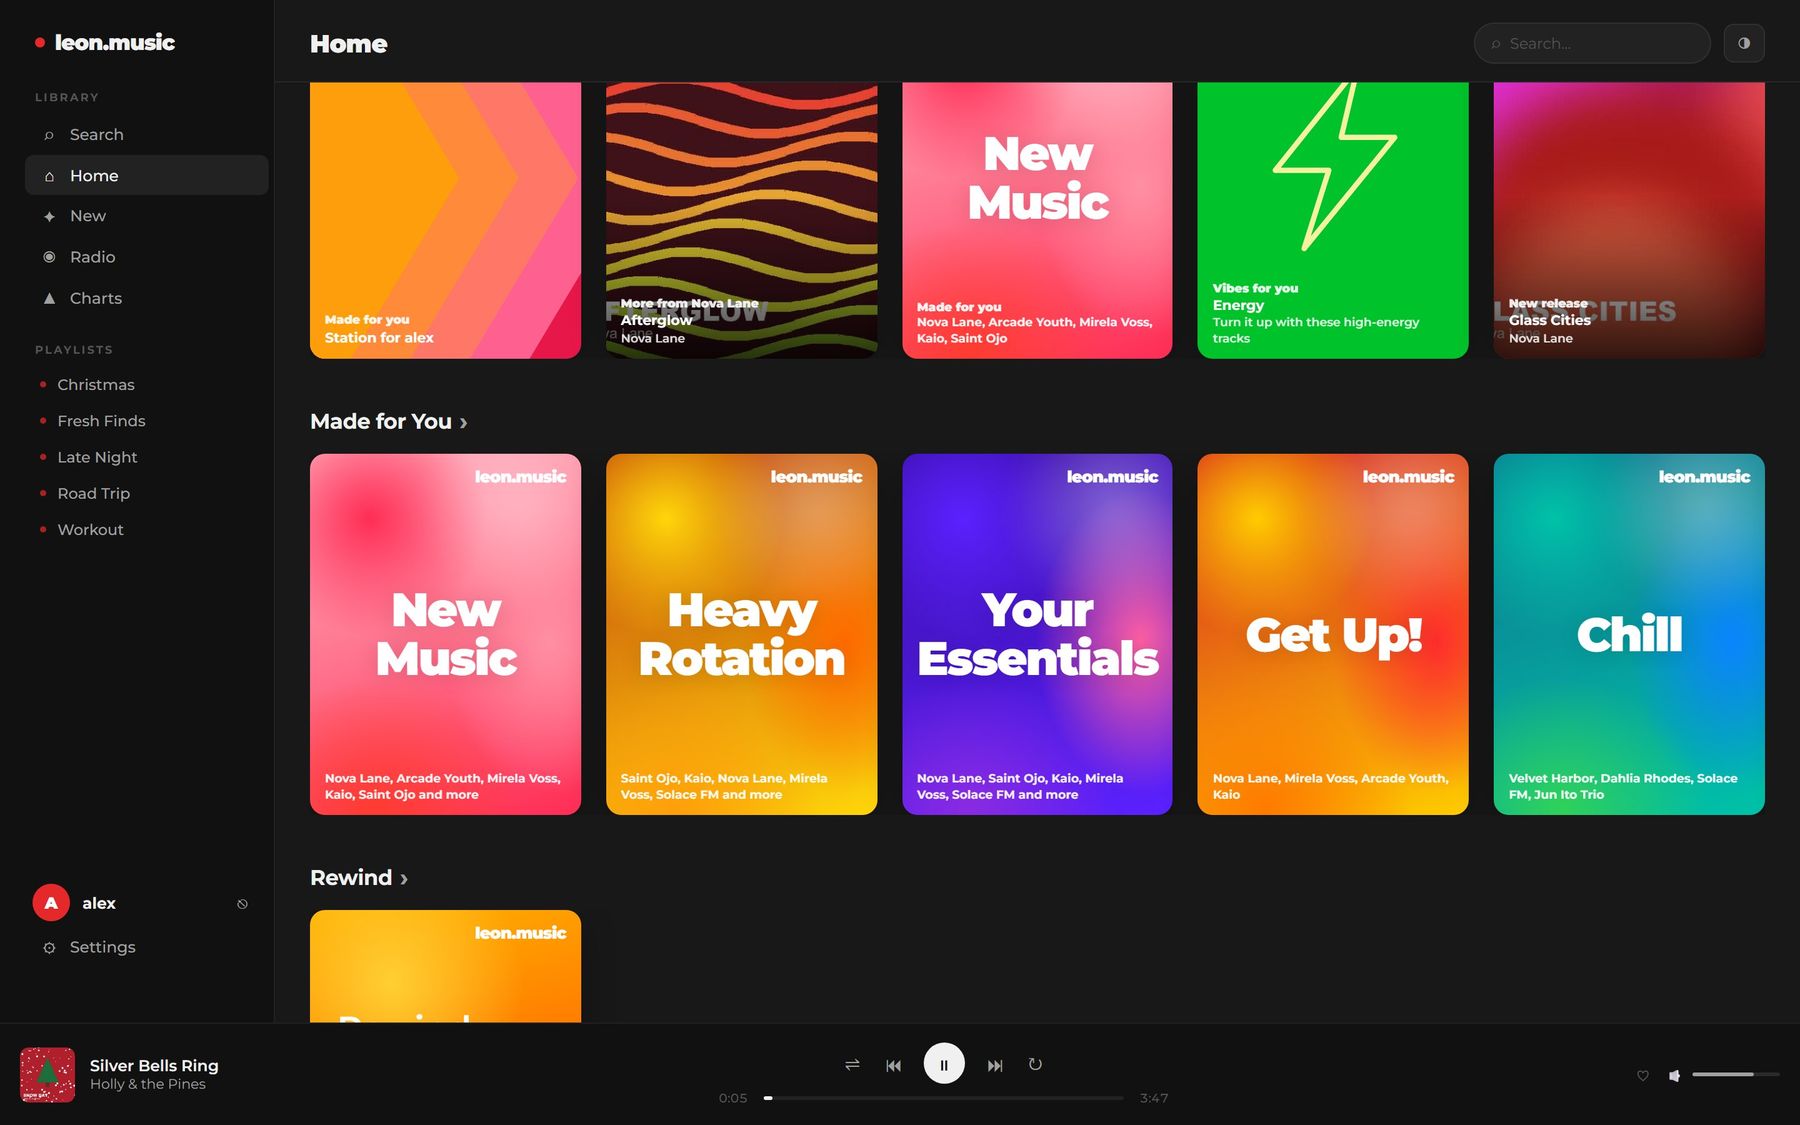 leon.music
LIBRARY
Search
Home
New
Radio
Charts
PLAYLISTS
Christmas
Fresh Finds
Late Night
Road Trip
Workout
A alex
Settings
Home
Search...
Made for you
Station for alex
More from Nova Lane
Afterglow
Nova Lane
New
Music
Made for you
Nova Lane, Arcade Youth, Mirela Voss,
Kaio, Saint Ojo
Vibes for you
Energy
Turn it up with these high-energy
tracks
New release
Glass Cities
Nova Lane
Made for You ›
leon.music
New
Music
Nova Lane, Arcade Youth, Mirela Voss,
Kaio, Saint Ojo and more
leon.music
Heavy
Rotation
Saint Ojo, Kaio, Nova Lane, Mirela
Voss, Solace FM and more
leon.music
Your
Essentials
Nova Lane, Saint Ojo, Kaio, Mirela
Voss, Solace FM and more
leon.music
Get Up!
Nova Lane, Mirela Voss, Arcade Youth,
Kaio
leon.music
Chill
Velvet Harbor, Dahlia Rhodes, Solace
FM, Jun Ito Trio
Rewind ›
leon.music
Silver Bells Ring
Holly & the Pines
0:05
3:47